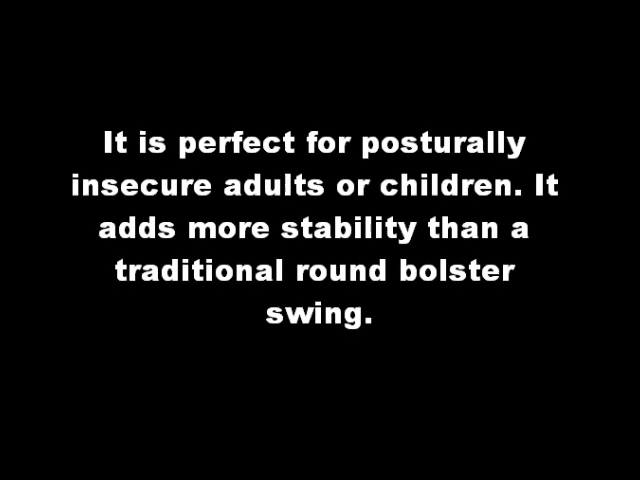 It is perfect for posturally
insecure adults or children. It
adds more stability than a
traditional round bolster
swing.